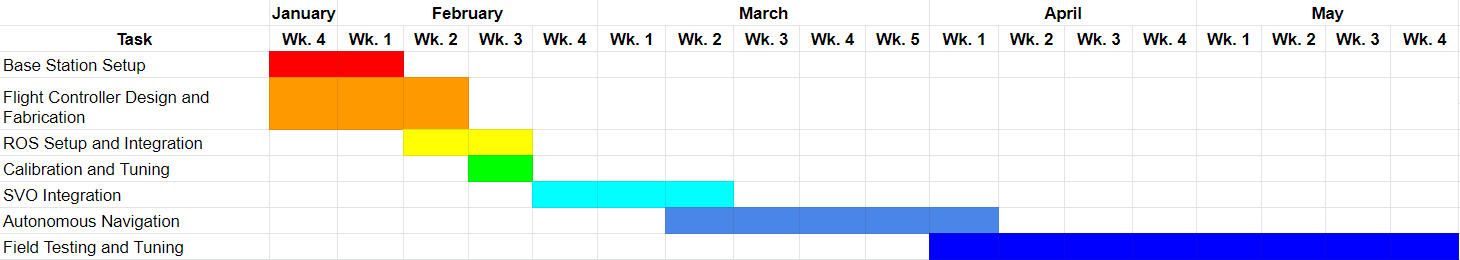 January February March April May
Task Wk. 4 Wk. 1 Wk. 2 Wk. 3 Wk. 4 Wk. 1 Wk. 2 Wk. 3 Wk. 4 Wk. 5 Wk. 1 Wk. 2 Wk. 3 Wk. 4 Wk. 1 Wk. 2 Wk. 3 Wk. 4
Base Station Setup
Flight Controller Design and
Fabrication
ROS Setup and Integration
Calibration and Tuning
SVO Integration
Autonomous Navigation
Field Testing and Tuning